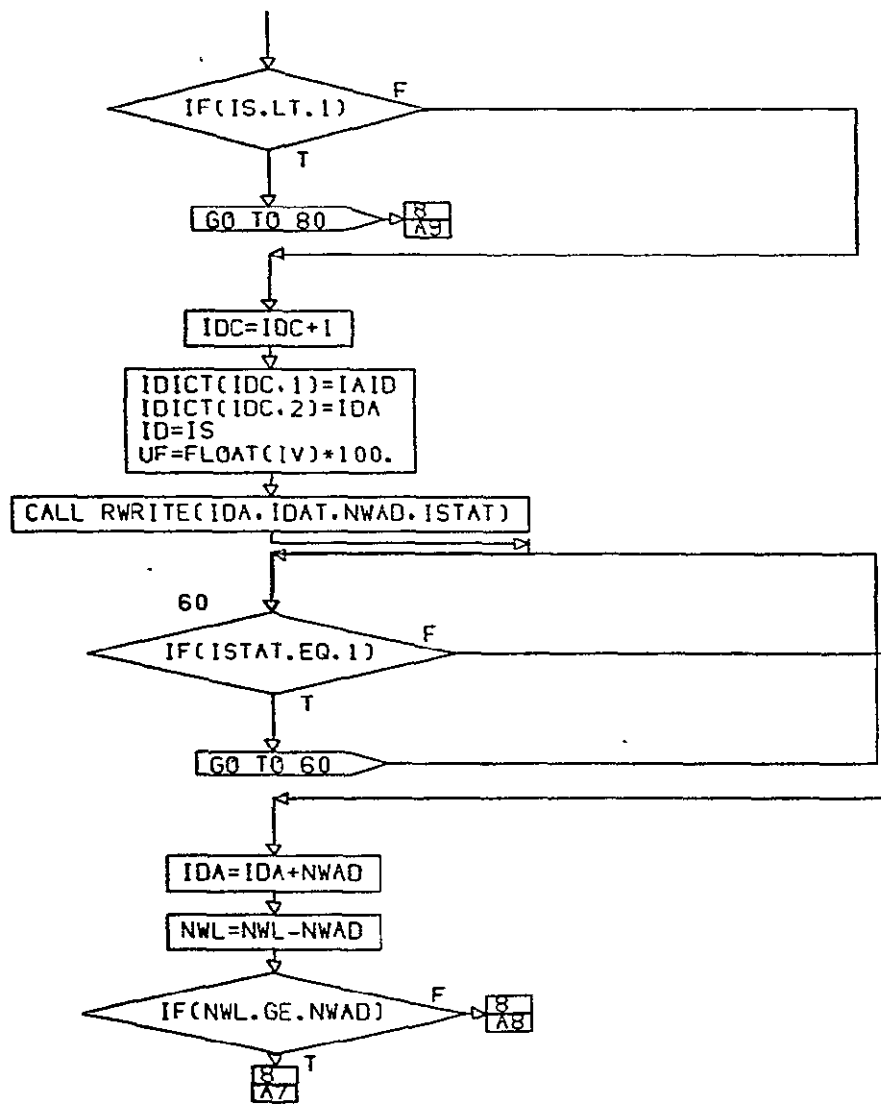 IF(IS.LT.1)
F
T
GO TO 80
8
A9
IDC=IDC+1
IDICT(IDC.1)=IAID
IDICT(IDC.2)=IDA
ID=IS
UF=FLOAT(IV)*100.
CALL RWRITE(IDA.IDAT.NWAD.ISTAT)
60
IF(ISTAT.EQ.1)
F
T
GO TO 60
IDA=IDA+NWAD
NWL=NWL-NWAD
IF(NWL.GE.NWAD)
F
8
A8
T
8
A7